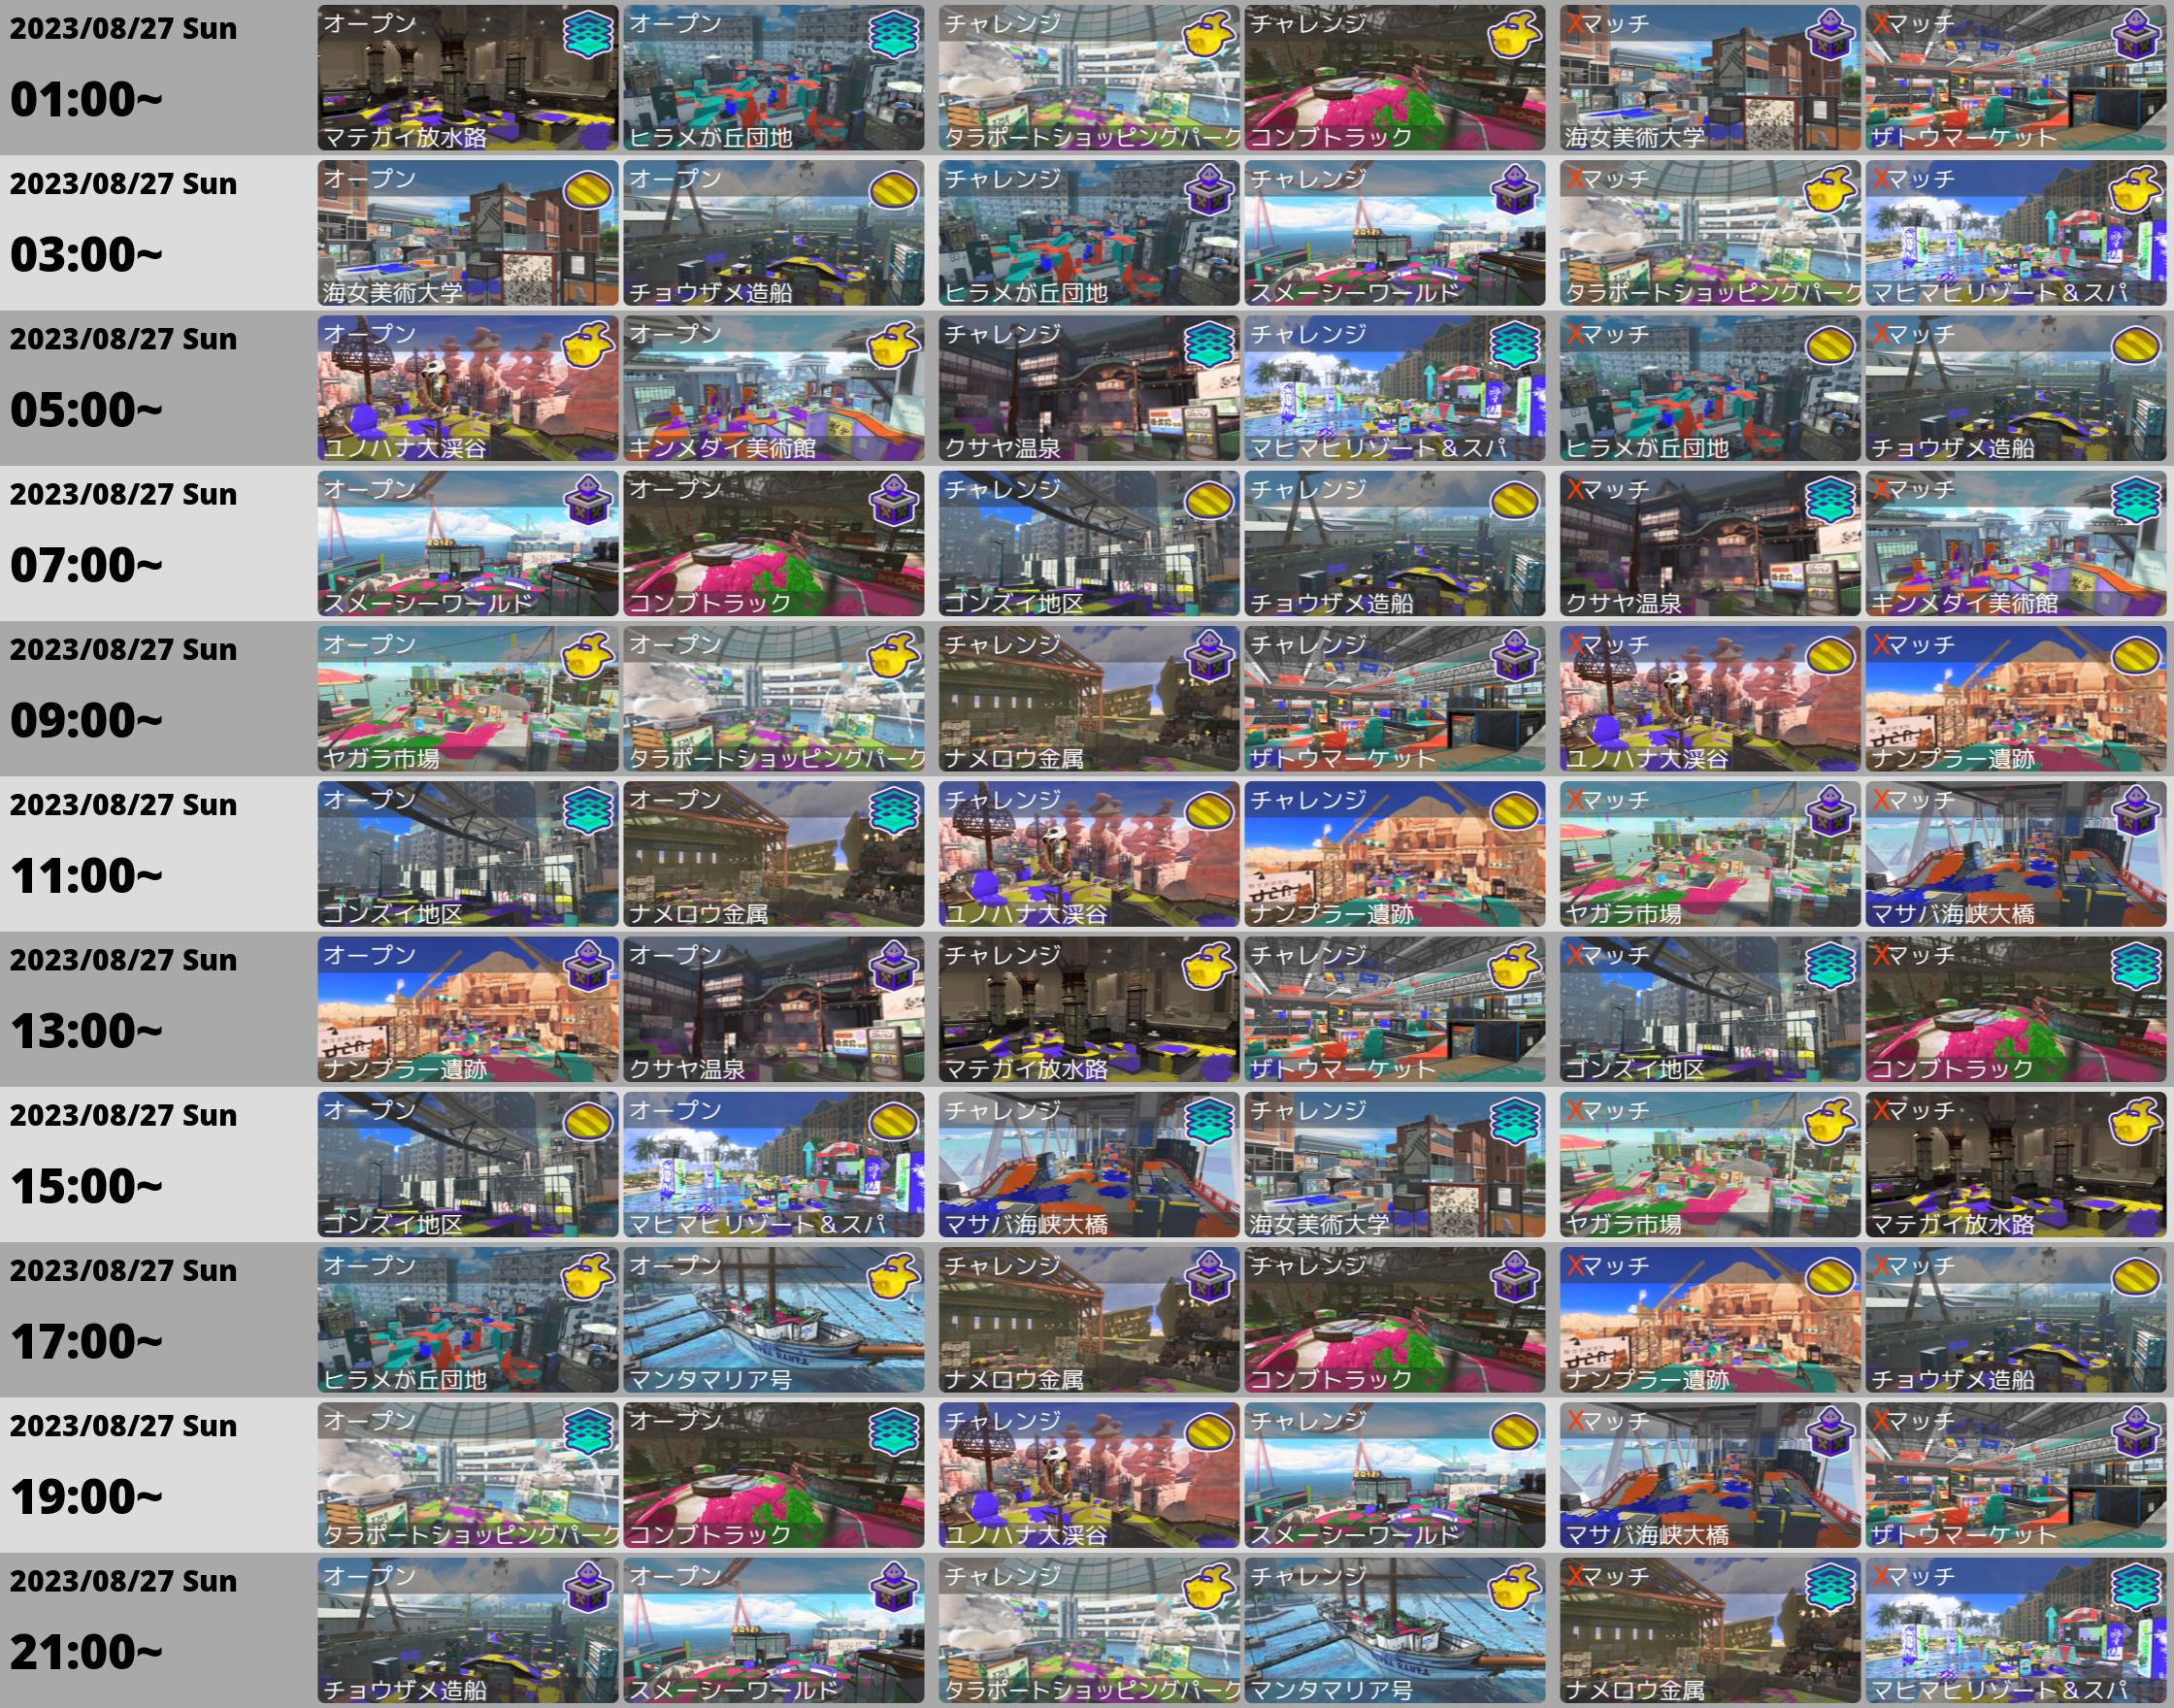 2023/08/27 Sun
01:00~
オープン オープン チャレンジ チャレンジ Xマッチ Xマッチ
マテガイ放水路 ヒラメが丘団地 タラポートショッピングパーク コンブトラック 海女美術大学 ザトウマーケット
2023/08/27 Sun
03:00~
オープン オープン チャレンジ チャレンジ Xマッチ Xマッチ
海女美術大学 チョウザメ造船 ヒラメが丘団地 スメーシーワールド タラポートショッピングパーク マヒマヒリゾート＆スパ
2023/08/27 Sun
05:00~
オープン オープン チャレンジ チャレンジ Xマッチ Xマッチ
ユノハナ大渓谷 キンメダイ美術館 クサヤ温泉 マヒマヒリゾート＆スパ ヒラメが丘団地 チョウザメ造船
2023/08/27 Sun
07:00~
オープン オープン チャレンジ チャレンジ Xマッチ Xマッチ
スメーシーワールド コンブトラック ゴンズイ地区 チョウザメ造船 クサヤ温泉 キンメダイ美術館
2023/08/27 Sun
09:00~
オープン オープン チャレンジ チャレンジ Xマッチ Xマッチ
ヤガラ市場 タラポートショッピングパーク ナメロウ金属 ザトウマーケット ユノハナ大渓谷 ナンプラー遺跡
2023/08/27 Sun
11:00~
オープン オープン チャレンジ チャレンジ Xマッチ Xマッチ
ゴンズイ地区 ナメロウ金属 ユノハナ大渓谷 ナンプラー遺跡 ヤガラ市場 マサバ海峡大橋
2023/08/27 Sun
13:00~
オープン オープン チャレンジ チャレンジ Xマッチ Xマッチ
ナンプラー遺跡 クサヤ温泉 マテガイ放水路 ザトウマーケット ゴンズイ地区 コンブトラック
2023/08/27 Sun
15:00~
オープン オープン チャレンジ チャレンジ Xマッチ Xマッチ
ゴンズイ地区 マヒマヒリゾート＆スパ マサバ海峡大橋 海女美術大学 ヤガラ市場 マテガイ放水路
2023/08/27 Sun
17:00~
オープン オープン チャレンジ チャレンジ Xマッチ Xマッチ
ヒラメが丘団地 マンタマリア号 ナメロウ金属 コンブトラック ナンプラー遺跡 チョウザメ造船
2023/08/27 Sun
19:00~
オープン オープン チャレンジ チャレンジ Xマッチ Xマッチ
タラポートショッピングパーク コンブトラック ユノハナ大渓谷 スメーシーワールド マサバ海峡大橋 ザトウマーケット
2023/08/27 Sun
21:00~
オープン オープン チャレンジ チャレンジ Xマッチ Xマッチ
チョウザメ造船 スメーシーワールド タラポートショッピングパーク マンタマリア号 ナメロウ金属 マヒマヒリゾート＆スパ